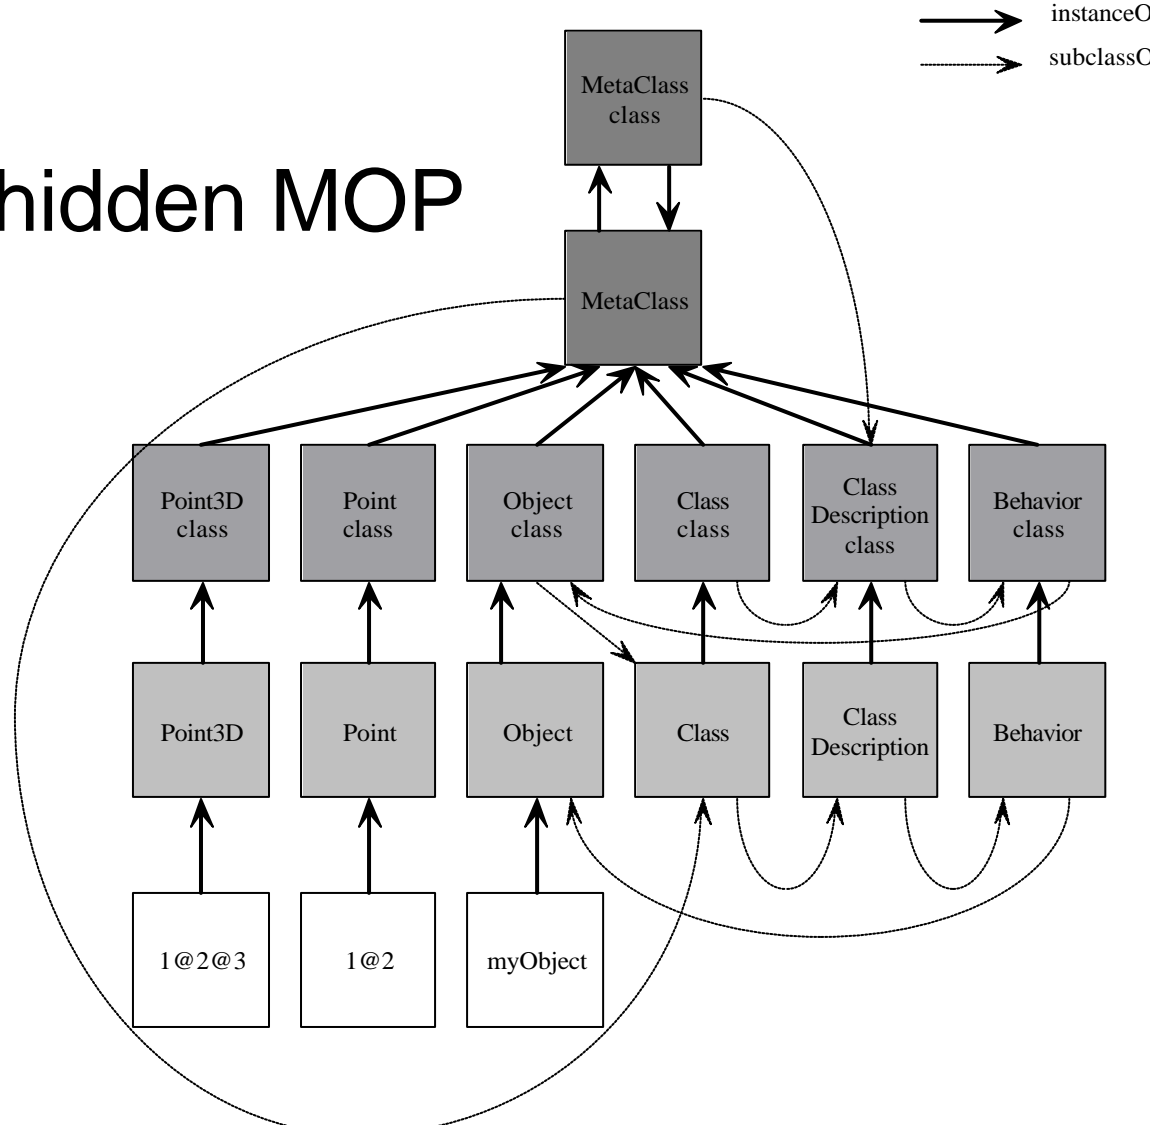 instanceO
subclassO
MetaClass
class
hidden MOP
MetaClass
Point3D
class
Point
class
Object
class
Class
class
Class
Description
class
Behavior
class
Point3D
Point
Object
Class
Class
Description
Behavior
1@2@3
1@2
myObject